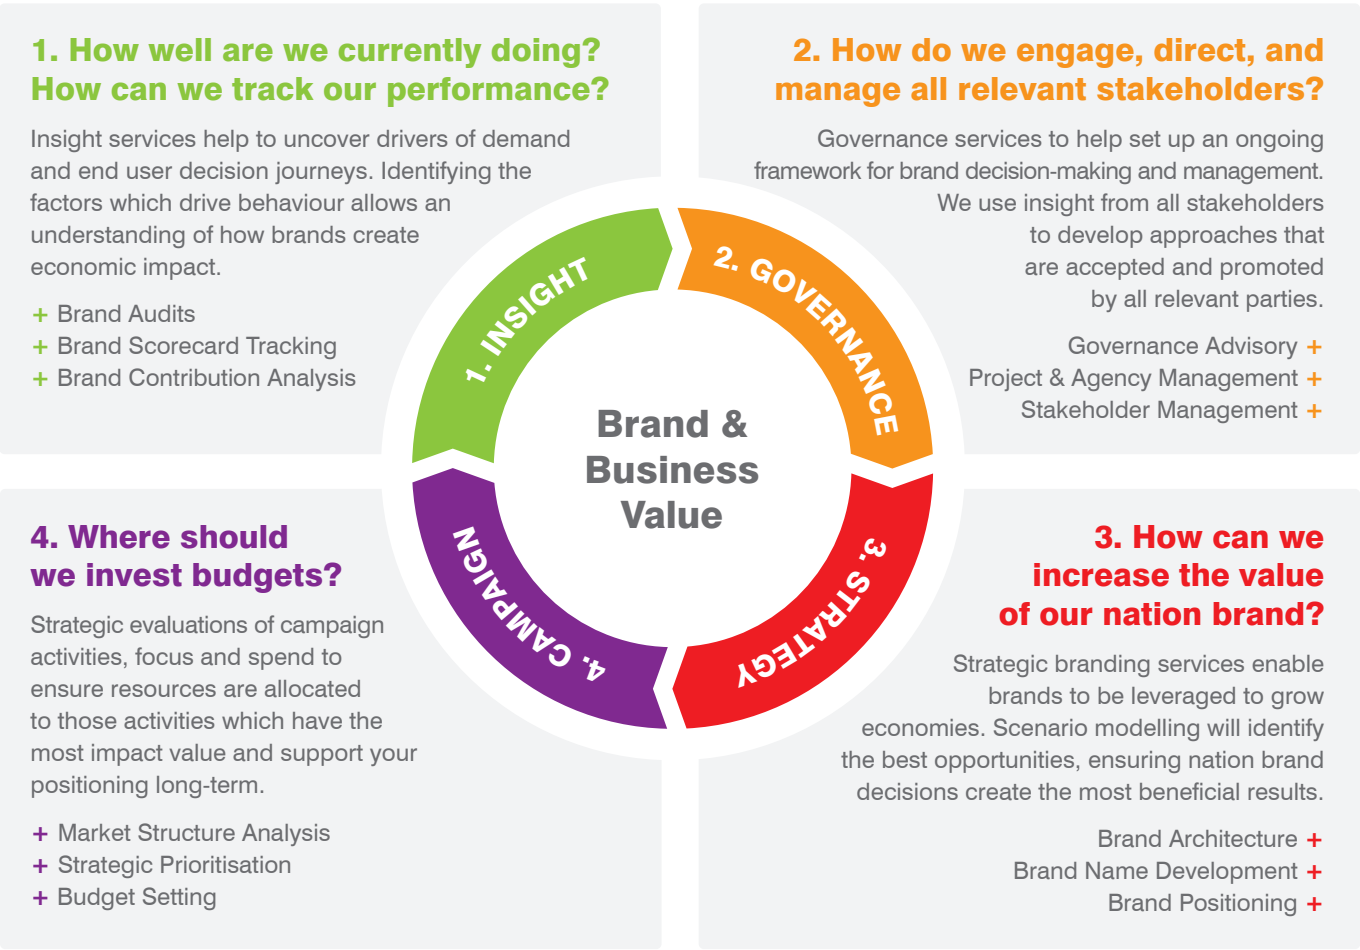 1. How well are we currently doing?
How can we track our performance?
Insight services help to uncover drivers of demand
and end user decision journeys. Identifying the
factors which drive behaviour allows an
understanding of how brands create
economic impact.
+ Brand Audits
+ Brand Scorecard Tracking
+ Brand Contribution Analysis
2. How do we engage, direct, and
manage all relevant stakeholders?
Governance services to help set up an ongoing
framework for brand decision-making and management.
We use insight from all stakeholders
to develop approaches that
are accepted and promoted
by all relevant parties.
Governance Advisory +
Project & Agency Management +
Stakeholder Management +
1. INSIGHT
2. GOVERNANCE
3. STRATEGY
4. CAMPAIGN
Brand &
Business
Value
4. Where should
we invest budgets?
Strategic evaluations of campaign
activities, focus and spend to
ensure resources are allocated
to those activities which have the
most impact value and support your
positioning long-term.
+ Market Structure Analysis
+ Strategic Prioritisation
+ Budget Setting
3. How can we
increase the value
of our nation brand?
Strategic branding services enable
brands to be leveraged to grow
economies. Scenario modelling will identify
the best opportunities, ensuring nation brand
decisions create the most beneficial results.
Brand Architecture +
Brand Name Development +
Brand Positioning +